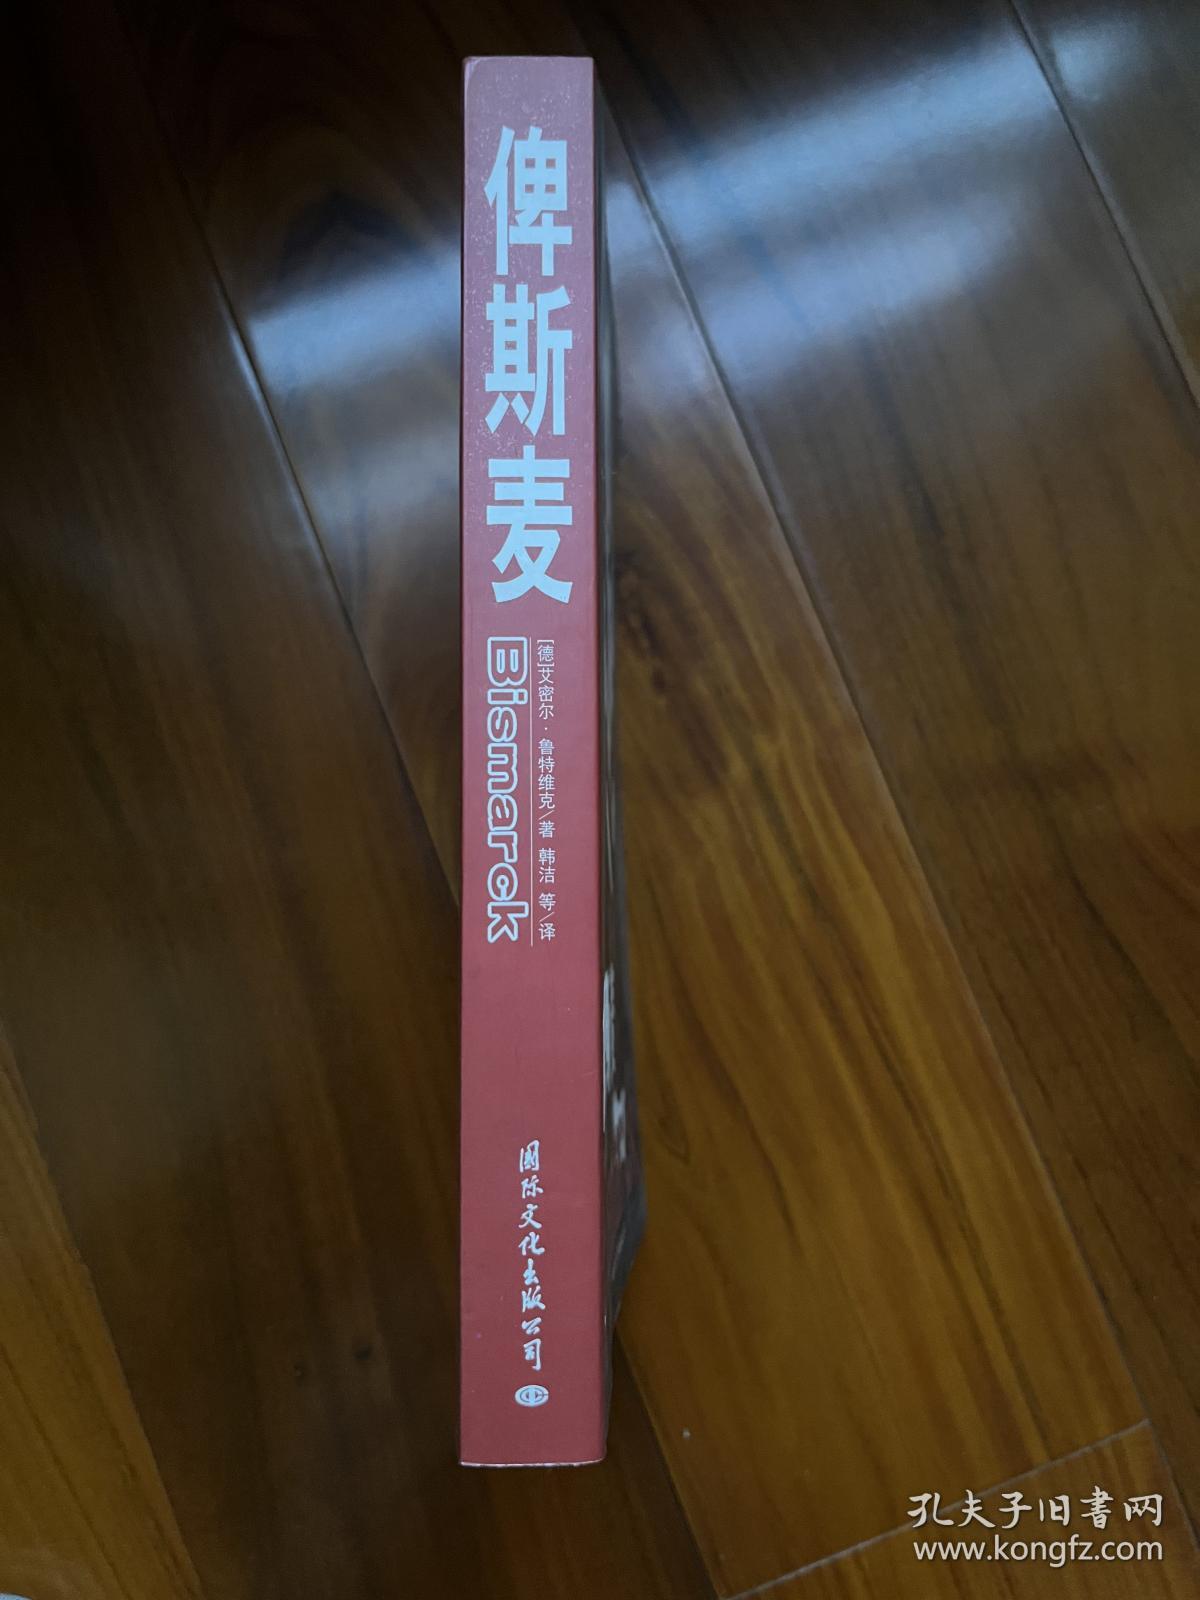 俾斯麦
Bismarck
[德]艾密尔·鲁特维克/著 韩洁 等/译
国际文化出版公司
孔夫子旧書网
www.kongfz.com